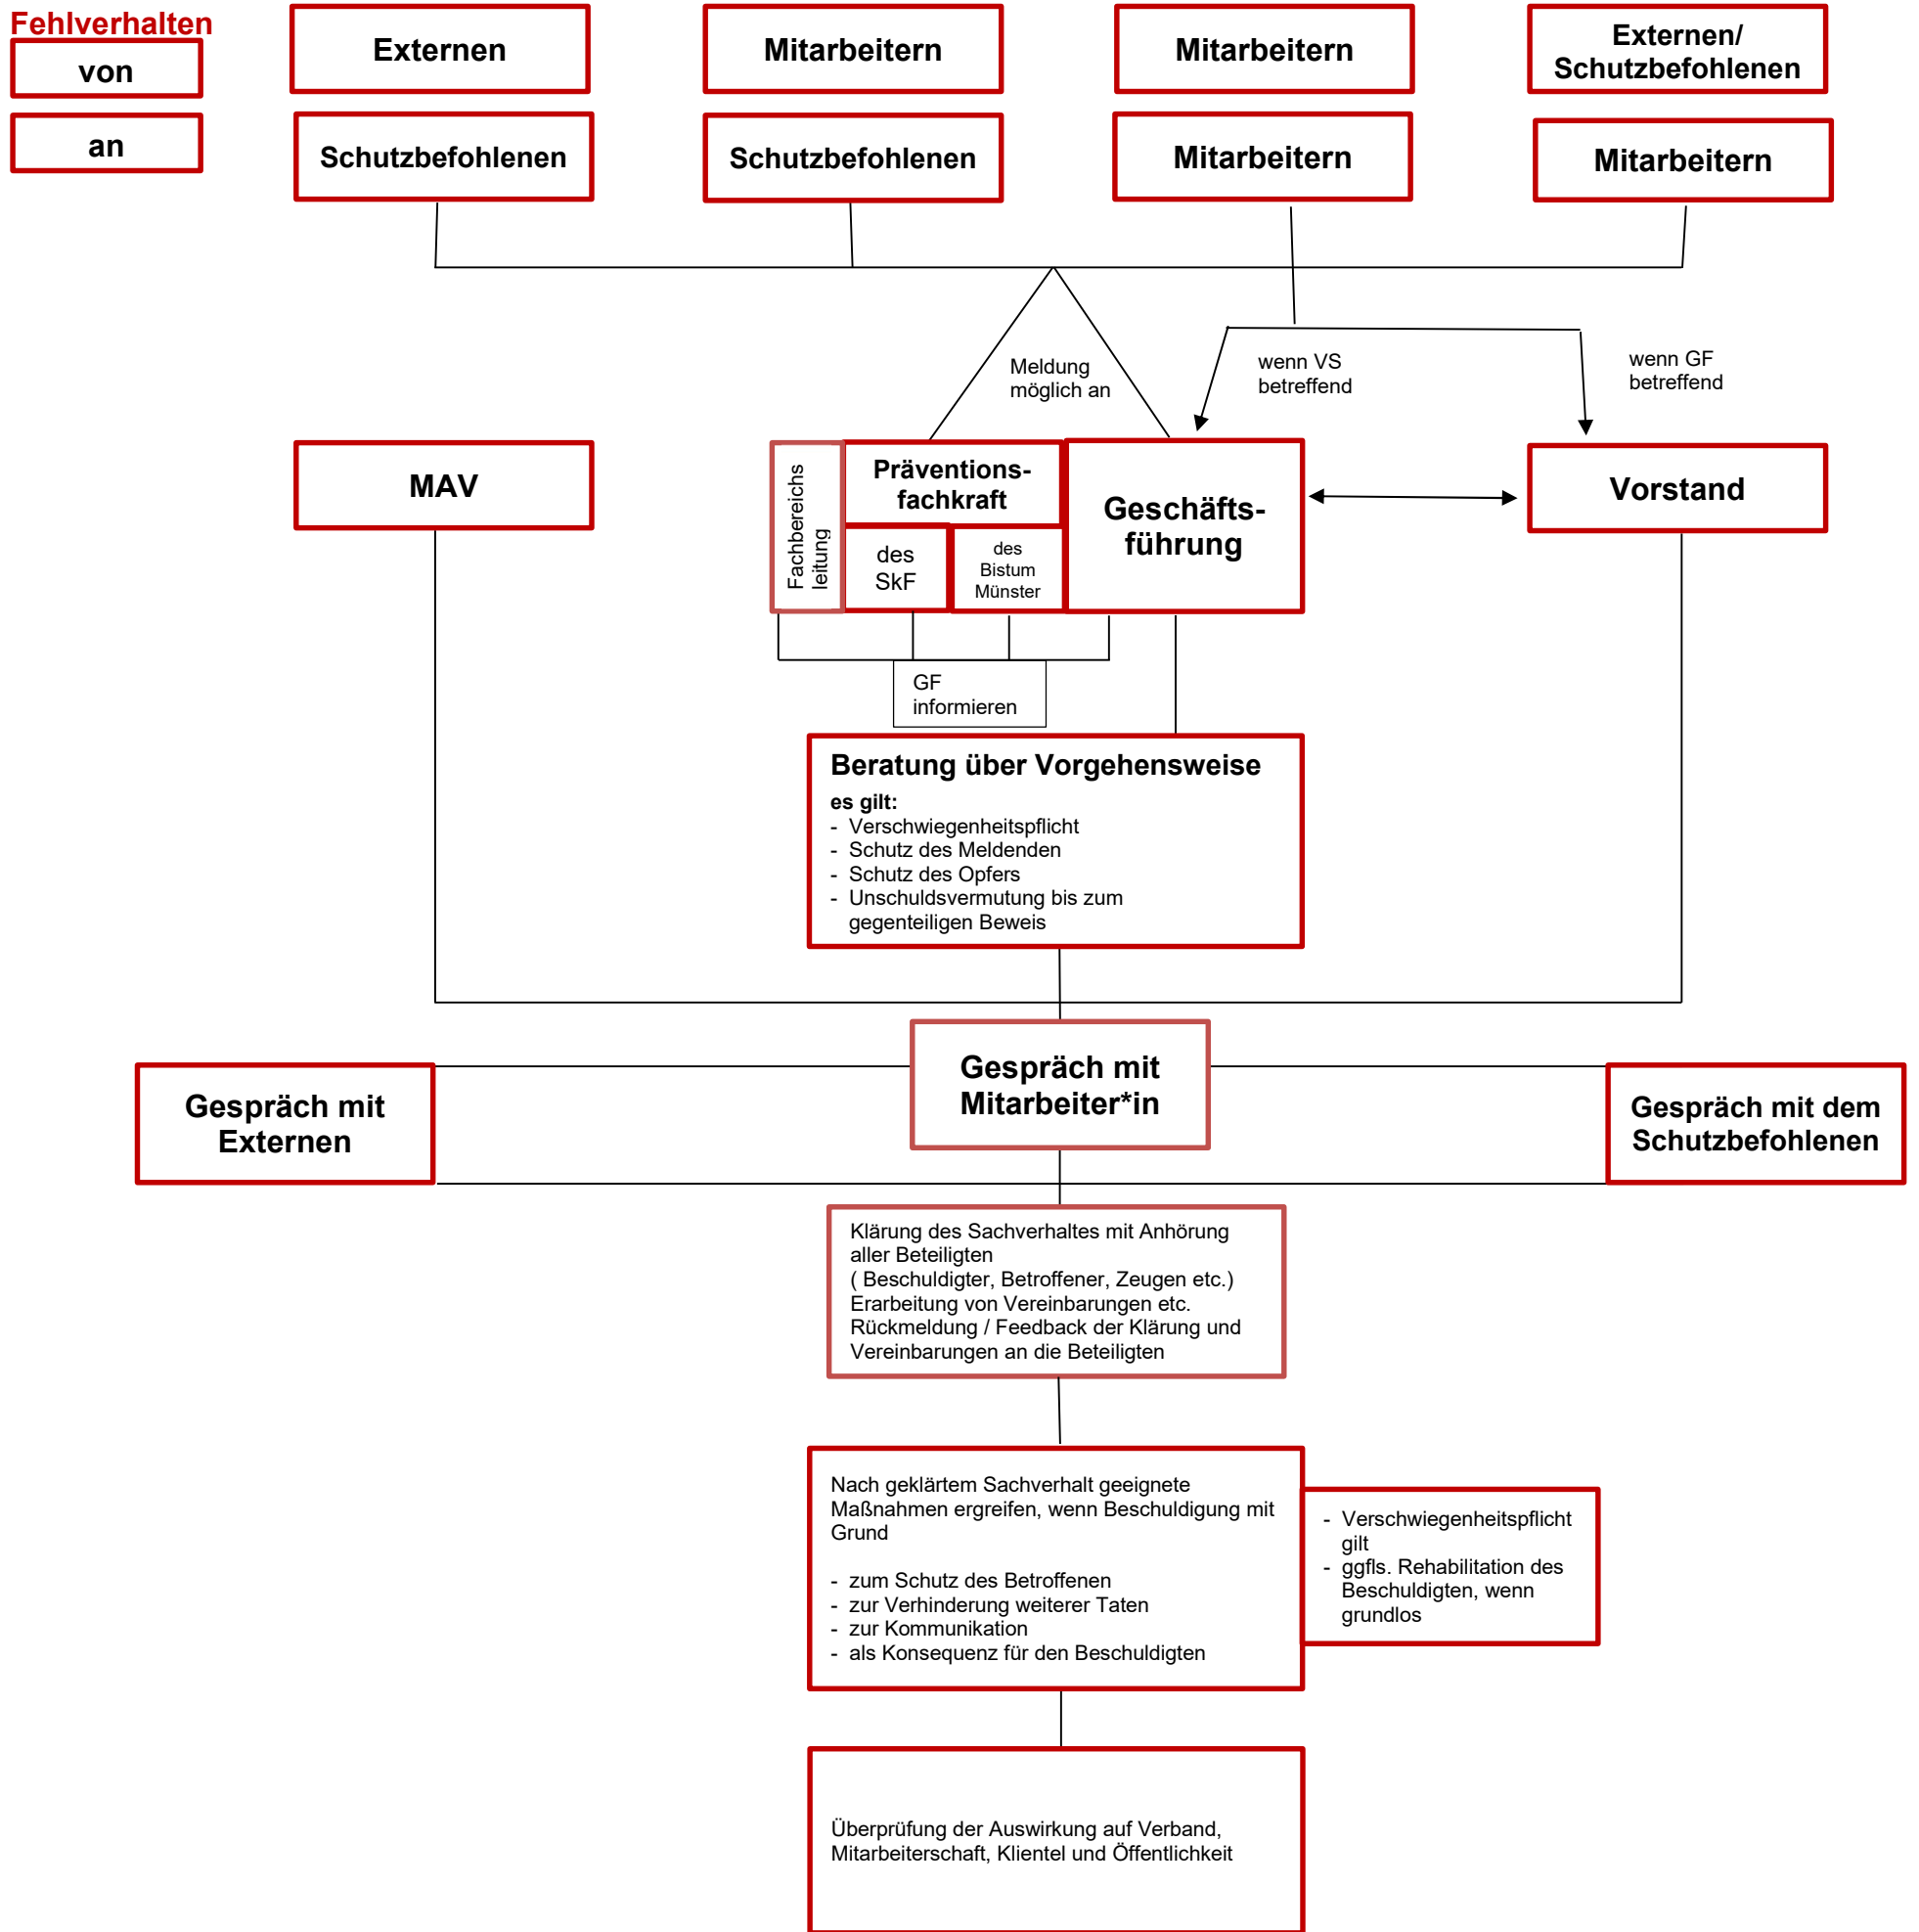 Fehlverhalten
von
Externen
Mitarbeitern
Mitarbeitern
Externen/
Schutzbefohlenen
an
Schutzbefohlenen
Schutzbefohlenen
Mitarbeitern
Mitarbeitern
Meldung
möglich an
wenn VS
betreffend
wenn GF
betreffend
MAV
Fachbereichs
leitung
Präventions-
fachkraft
des
SkF
des
Bistum
Münster
Geschäfts-
führung
Vorstand
GF
informieren
Beratung über Vorgehensweise
es gilt:
- Verschwiegenheitspflicht
- Schutz des Meldenden
- Schutz des Opfers
- Unschuldsvermutung bis zum
gegenteiligen Beweis
Gespräch mit
Externen
Gespräch mit
Mitarbeiter*in
Gespräch mit dem
Schutzbefohlenen
Klärung des Sachverhaltes mit Anhörung
aller Beteiligten
( Beschuldigter, Betroffener, Zeugen etc.)
Erarbeitung von Vereinbarungen etc.
Rückmeldung / Feedback der Klärung und
Vereinbarungen an die Beteiligten
Nach geklärtem Sachverhalt geeignete
Maßnahmen ergreifen, wenn Beschuldigung mit
Grund
- zum Schutz des Betroffenen
- zur Verhinderung weiterer Taten
- zur Kommunikation
- als Konsequenz für den Beschuldigten
- Verschwiegenheitspflicht
gilt
- ggfls. Rehabilitation des
Beschuldigten, wenn
grundlos
Überprüfung der Auswirkung auf Verband,
Mitarbeiterschaft, Klientel und Öffentlichkeit